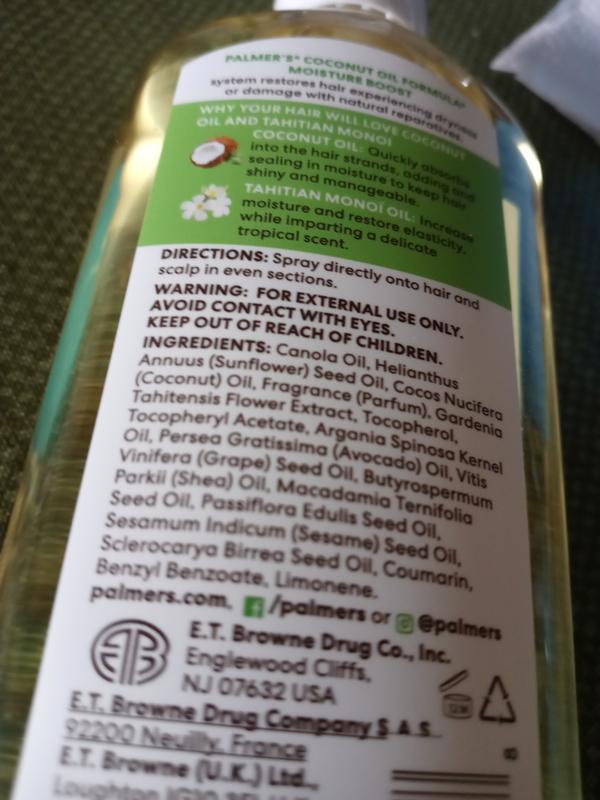 PALMER'S® COCONUT OIL FORMULA®
MOISTURE BOOST
system restores hair experiencing dryness
or damage with natural reparatives.
WHY YOUR HAIR WILL LOVE COCONUT
OIL AND TAHITIAN MONOI
COCONUT OIL: Quickly absorbs
into the hair strands, adding and
sealing in moisture to keep hair
shiny and manageable.
TAHITIAN MONOÏ OIL: Increase
moisture and restore elasticity,
while imparting a delicate
tropical scent.
DIRECTIONS: Spray directly onto hair and
scalp in even sections.
WARNING: FOR EXTERNAL USE ONLY.
AVOID CONTACT WITH EYES.
KEEP OUT OF REACH OF CHILDREN.
INGREDIENTS: Canola Oil, Helianthus
Annuus (Sunflower) Seed Oil, Cocos Nucifera
(Coconut) Oil, Fragrance (Parfum), Gardenia
Tahitensis Flower Extract, Tocopherol,
Tocopheryl Acetate, Argania Spinosa Kernel
Oil, Persea Gratissima (Avocado) Oil, Vitis
Vinifera (Grape) Seed Oil, Butyrospermum
Parkii (Shea) Oil, Macadamia Ternifolia
Seed Oil, Passiflora Edulis Seed Oil,
Sesamum Indicum (Sesame) Seed Oil,
Sclerocarya Birrea Seed Oil, Coumarin,
Benzyl Benzoate, Limonene.
palmers.com, f/palmers or @palmers
E.T. Browne Drug Co., Inc.
Englewood Cliffs,
NJ 07632 USA
12M
E.T. Browne Drug Company S A S
92200 Neuilly, France
E.T. Browne (U.K.) Ltd.,
Loughton